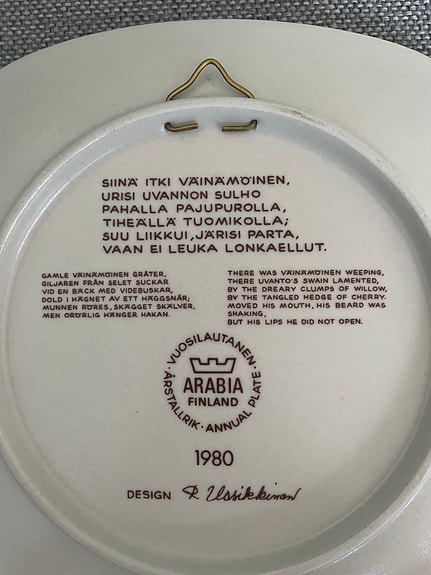 SIINÄ ITKI VÄINÄMÖINEN,
URISI UVANNON SULHO
PAHALLA PAJUPUROLLA,
TIHEÄLLÄ TUOMIKOLLA;
SUU LIIKKUI, JÄRISI PARTA,
VAAN EI LEUKA LONKAELLUT.
GAMLE VÄINÄMÖINEN GRÅTER,
GILJAREN FRÅN SELET SUCKAR
VID EN BÄCK MED VIDEBUSKAR,
DOLD I HÄGNET AV ETT HÄGGSNÅR;
MUNNEN RÖRES, SKÄGGET SKÄLVER,
MEN ORÖRLIG HÄNGER HAKAN.
THERE WAS VÄINÄMÖINEN WEEPING,
THERE UVANTO'S SWAIN LAMENTED,
BY THE DREARY CLUMPS OF WILLOW,
BY THE TANGLED HEDGE OF CHERRY.
MOVED HIS MOUTH, HIS BEARD WAS
SHAKING,
BUT HIS LIPS HE DID NOT OPEN.
VUOSILAUTANEN · ÅRSTALLRIK · ANNUAL PLATE ·
ARABIA
FINLAND
1980
DESIGN R Uosikkinen